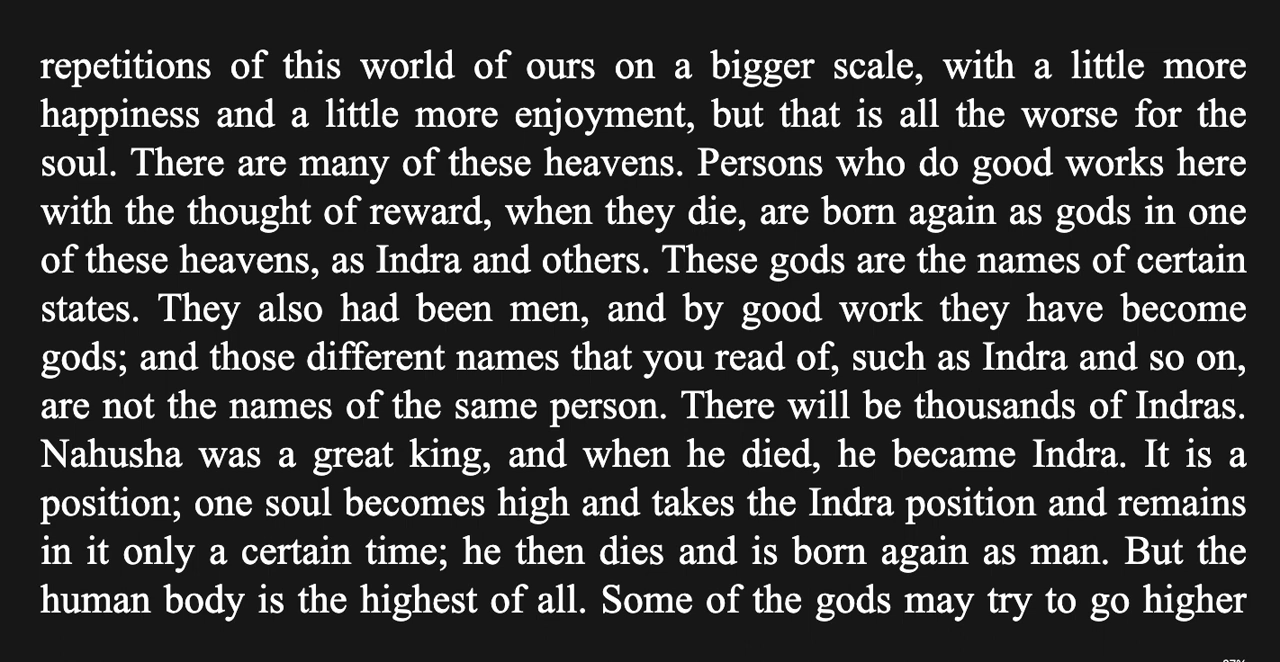 repetitions of this world of ours on a bigger scale, with a little more
happiness and a little more enjoyment, but that is all the worse for the
soul. There are many of these heavens. Persons who do good works here
with the thought of reward, when they die, are born again as gods in one
of these heavens, as Indra and others. These gods are the names of certain
states. They also had been men, and by good work they have become
gods; and those different names that you read of, such as Indra and so on,
are not the names of the same person. There will be thousands of Indras.
Nahusha was a great king, and when he died, he became Indra. It is a
position; one soul becomes high and takes the Indra position and remains
in it only a certain time; he then dies and is born again as man. But the
human body is the highest of all. Some of the gods may try to go higher